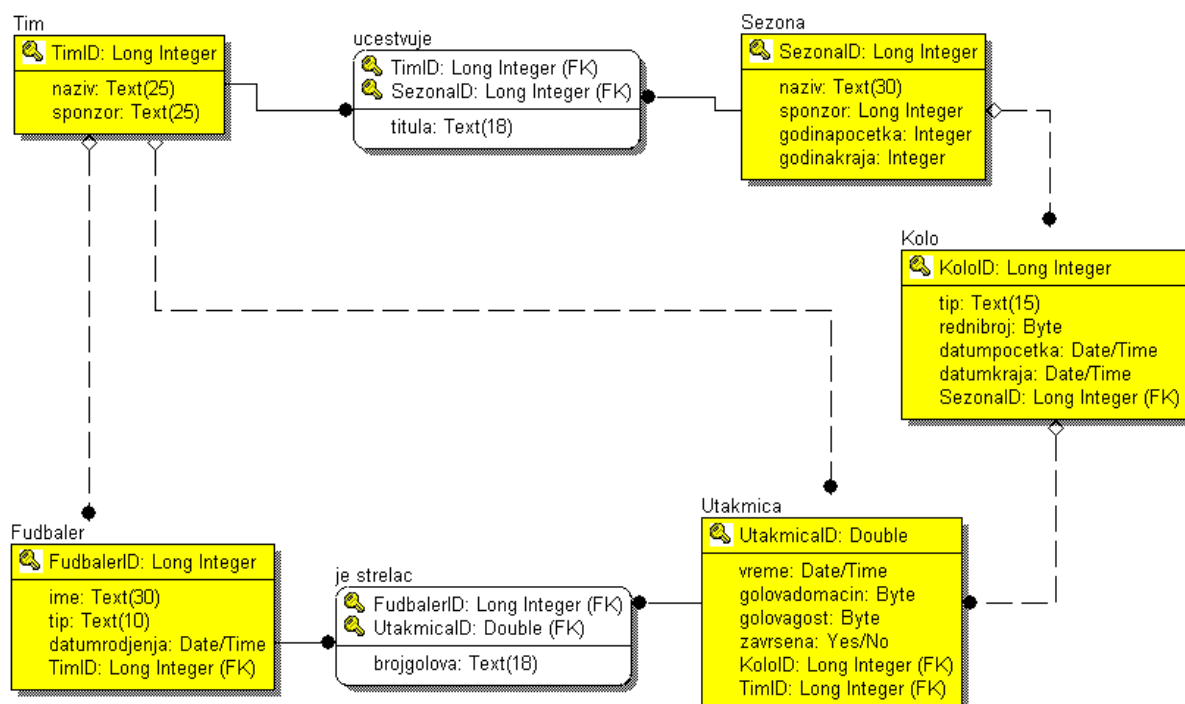 Tim
TimID: Long Integer
naziv: Text(25)
sponzor: Text(25)
ucestvuje
TimID: Long Integer (FK)
SezonaID: Long Integer (FK)
titula: Text(18)
Sezona
SezonaID: Long Integer
naziv: Text(30)
sponzor: Long Integer
godinapocetka: Integer
godinakraja: Integer
Kolo
KoloID: Long Integer
tip: Text(15)
rednibroj: Byte
datumpocetka: Date/Time
datumkraja: Date/Time
SezonaID: Long Integer (FK)
Fudbaler
FudbalerID: Long Integer
ime: Text(30)
tip: Text(10)
datumrodjenja: Date/Time
TimID: Long Integer (FK)
je strelac
FudbalerID: Long Integer (FK)
UtakmicaID: Double (FK)
brojgolova: Text(18)
Utakmica
UtakmicaID: Double
vreme: Date/Time
golovadomacin: Byte
golovagost: Byte
zavrsena: Yes/No
KoloID: Long Integer (FK)
TimID: Long Integer (FK)